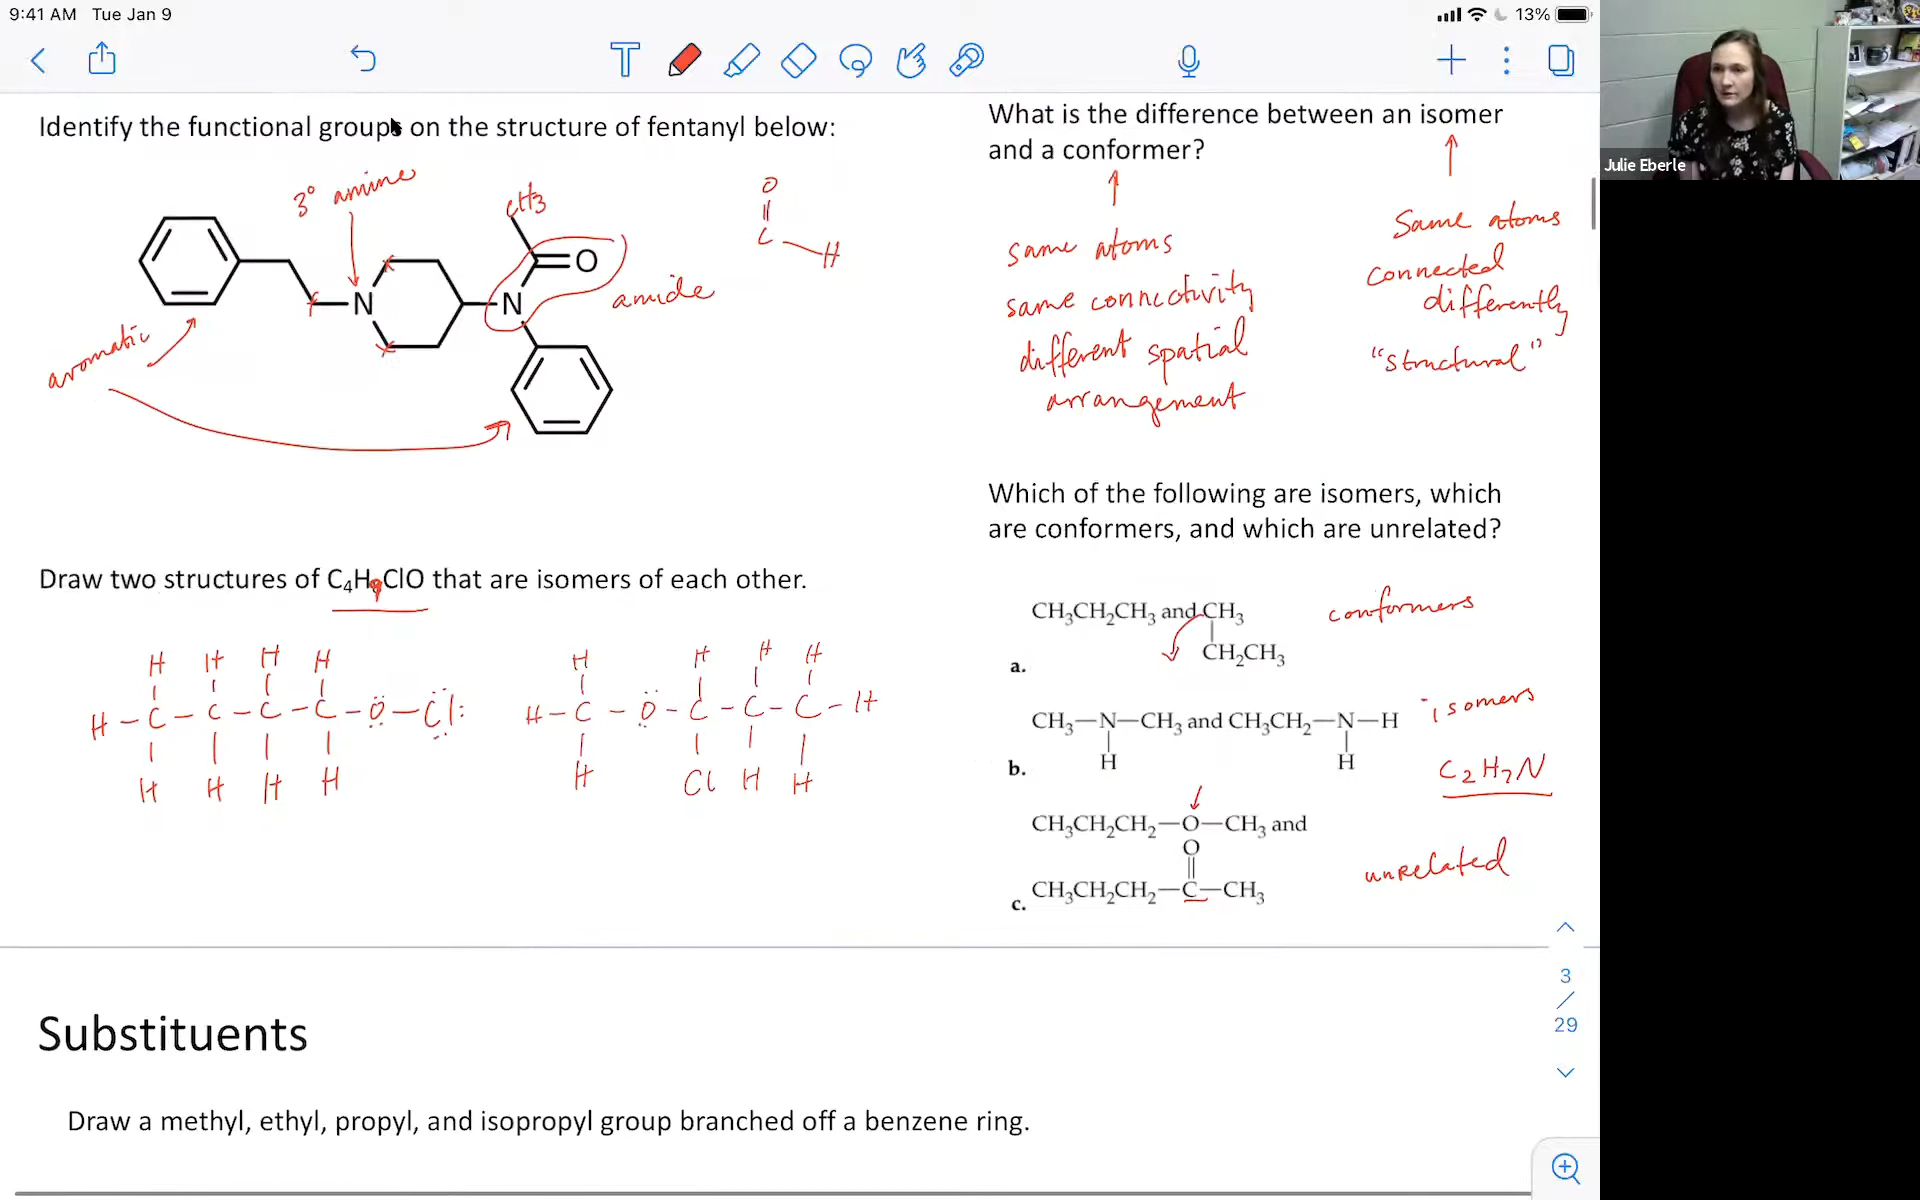 9:41 AM Tue Jan 9
13%
Julie Eberle
Identify the functional groups on the structure of fentanyl below:
3° amine
CH3
O
N
N
amide
aromatic
O
C
H
What is the difference between an isomer
and a conformer?
same atoms
same connectivity
different spatial
arrangement
Same atoms
connected
differently
"structural"
Draw two structures of C4H9ClO that are isomers of each other.
H H H H
H - C - C - C - C - O - Cl:
H H H H
H H H H
H - C - O - C - C - C - H
H Cl H H
Which of the following are isomers, which
are conformers, and which are unrelated?
CH3CH2CH3 and CH3
CH2CH3
a.
conformers
CH3—N—CH3 and CH3CH2—N—H
H H
b.
isomers
C2H7N
CH3CH2CH2—O—CH3 and
O
CH3CH2CH2—C—CH3
c.
unrelated
3
29
Substituents
Draw a methyl, ethyl, propyl, and isopropyl group branched off a benzene ring.